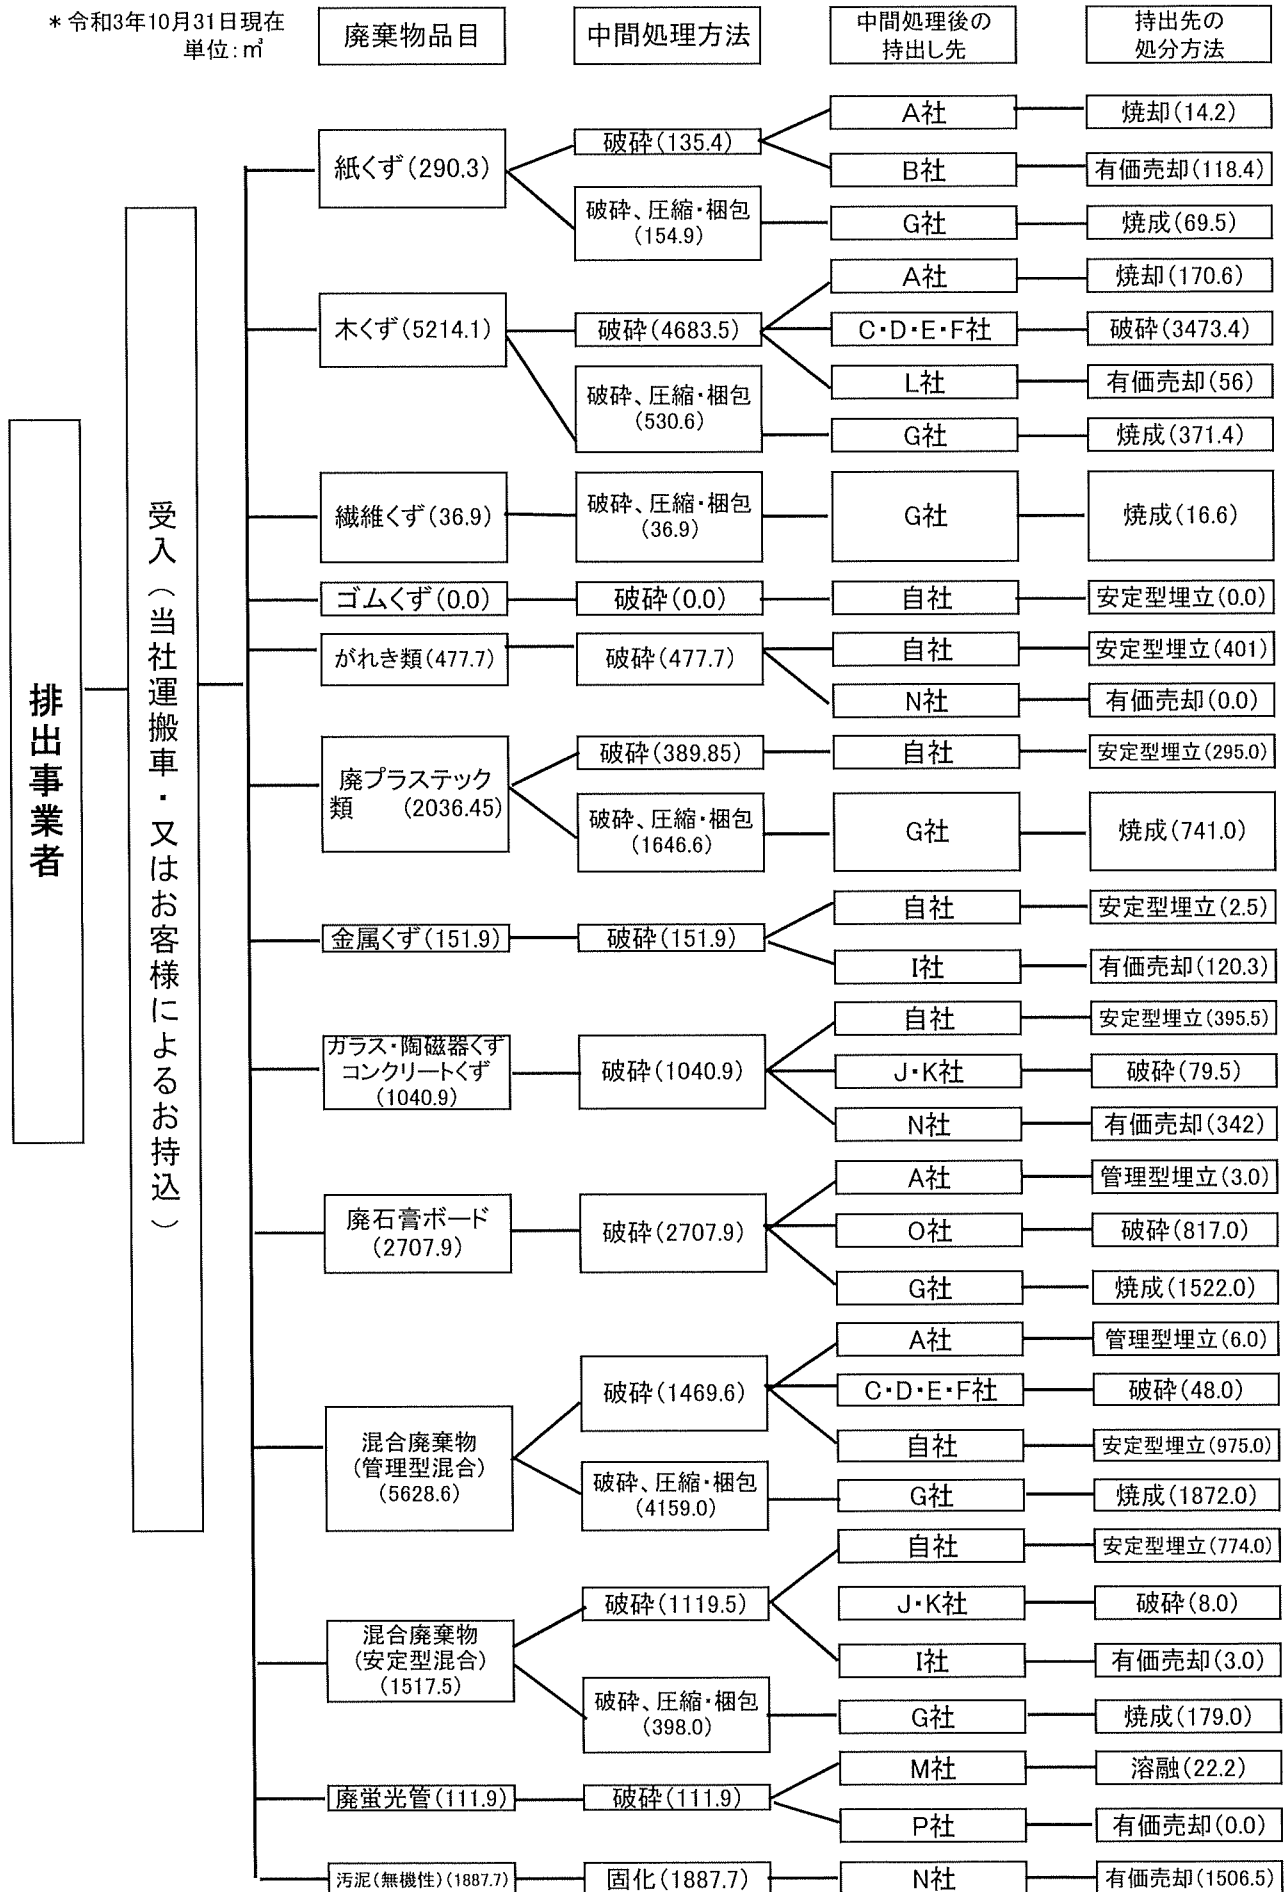 *令和3年10月31日現在
単位:㎥
廃棄物品目
中間処理方法
中間処理後の
持出し先
持出先の
処分方法
排出事業者
受入(当社運搬車・又はお客様によるお持込)
紙くず(290.3)
破砕(135.4)
A社
焼却(14.2)
B社
有価売却(118.4)
破砕、圧縮・梱包
(154.9)
G社
焼成(69.5)
木くず(5214.1)
破砕(4683.5)
A社
焼却(170.6)
C・D・E・F社
破砕(3473.4)
L社
有価売却(56)
破砕、圧縮・梱包
(530.6)
G社
焼成(371.4)
繊維くず(36.9)
破砕、圧縮・梱包
(36.9)
G社
焼成(16.6)
ゴムくず(0.0)
破砕(0.0)
自社
安定型埋立(0.0)
がれき類(477.7)
破砕(477.7)
自社
安定型埋立(401)
N社
有価売却(0.0)
廃プラステック
類 (2036.45)
破砕(389.85)
自社
安定型埋立(295.0)
破砕、圧縮・梱包
(1646.6)
G社
焼成(741.0)
金属くず(151.9)
破砕(151.9)
自社
安定型埋立(2.5)
I社
有価売却(120.3)
ガラス・陶磁器くず
コンクリートくず
(1040.9)
破砕(1040.9)
自社
安定型埋立(395.5)
J・K社
破砕(79.5)
N社
有価売却(342)
廃石膏ボード
(2707.9)
破砕(2707.9)
A社
管理型埋立(3.0)
O社
破砕(817.0)
G社
焼成(1522.0)
混合廃棄物
(管理型混合)
(5628.6)
破砕(1469.6)
A社
管理型埋立(6.0)
C・D・E・F社
破砕(48.0)
自社
安定型埋立(975.0)
破砕、圧縮・梱包
(4159.0)
G社
焼成(1872.0)
混合廃棄物
(安定型混合)
(1517.5)
破砕(1119.5)
自社
安定型埋立(774.0)
J・K社
破砕(8.0)
I社
有価売却(3.0)
破砕、圧縮・梱包
(398.0)
G社
焼成(179.0)
廃蛍光管(111.9)
破砕(111.9)
M社
溶融(22.2)
P社
有価売却(0.0)
汚泥(無機性)(1887.7)
固化(1887.7)
N社
有価売却(1506.5)